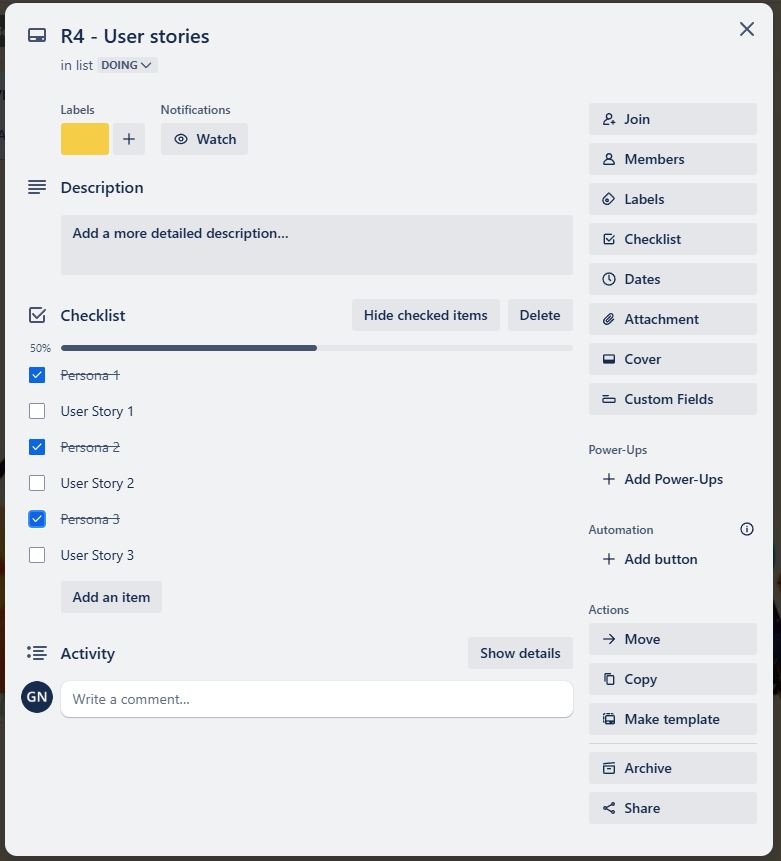 R4 - User stories
in list DOING
Labels
Notifications
Watch
Description
Add a more detailed description...
Checklist
Hide checked items
Delete
50%
Persona 1
User Story 1
Persona 2
User Story 2
Persona 3
User Story 3
Add an item
Activity
Show details
GN
Write a comment...
Join
Members
Labels
Checklist
Dates
Attachment
Cover
Custom Fields
Power-Ups
Add Power-Ups
Automation
Add button
Actions
Move
Copy
Make template
Archive
Share